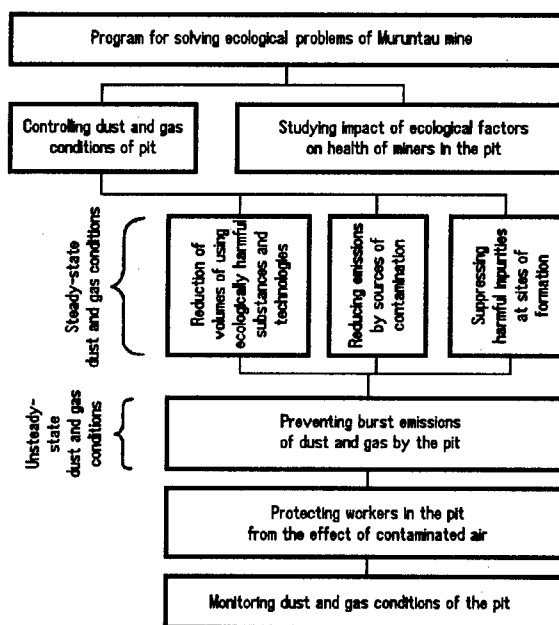 Program for solving ecological problems of Muruntau mine
Controlling dust and gas
conditions of pit
Studying impact of ecological factors
on health of miners in the pit
Steady-state
dust and gas conditions
Reduction of
volumes of using
ecologically harmful
substances and
technologies
Reducing emissions
by sources of
contamination
Suppressing
harmful impurities
at sites of
formation
Unsteady-
state
dust and gas
conditions
Preventing burst emissions
of dust and gas by the pit
Protecting workers in the pit
from the effect of contaminated air
Monitoring dust and gas conditions of the pit